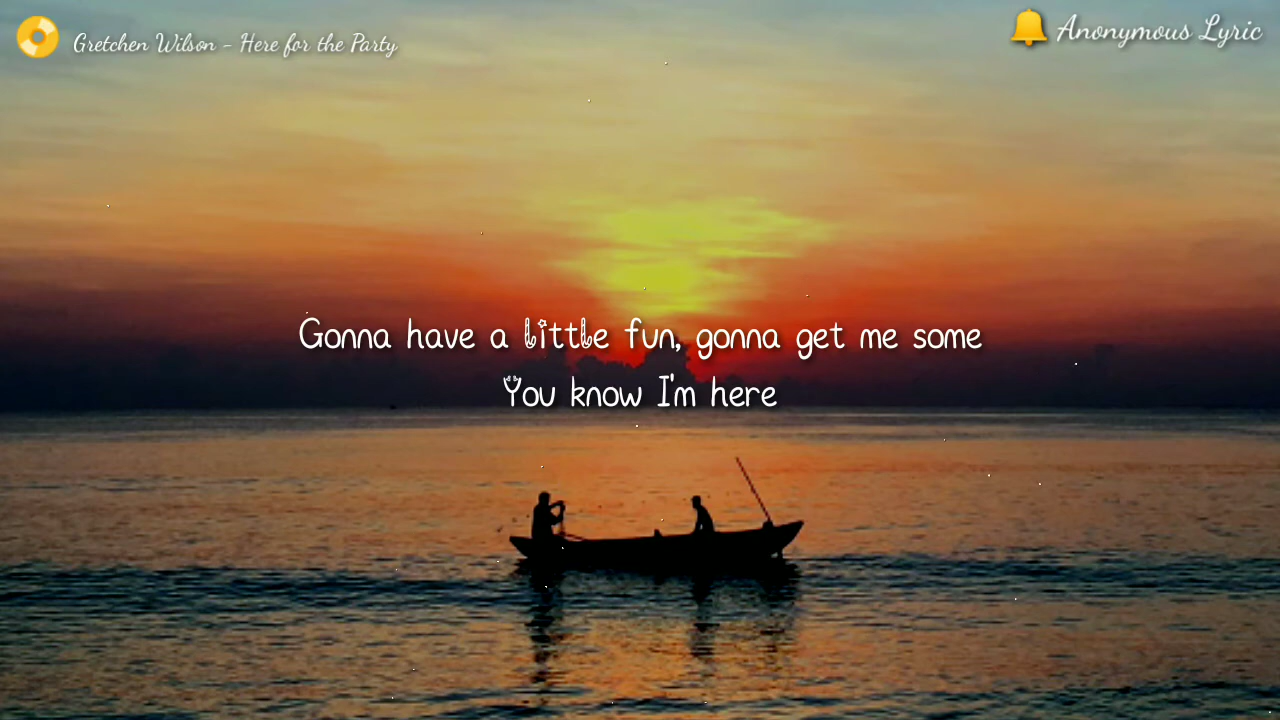 Gretchen Wilson - Here for the Party
Anonymous Lyric
Gonna have a little fun, gonna get me some
You know I'm here